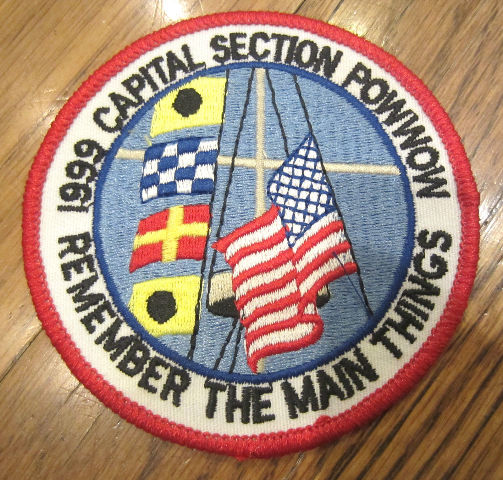 1999 CAPITAL SECTION POWWOW
REMEMBER THE MAIN THINGS